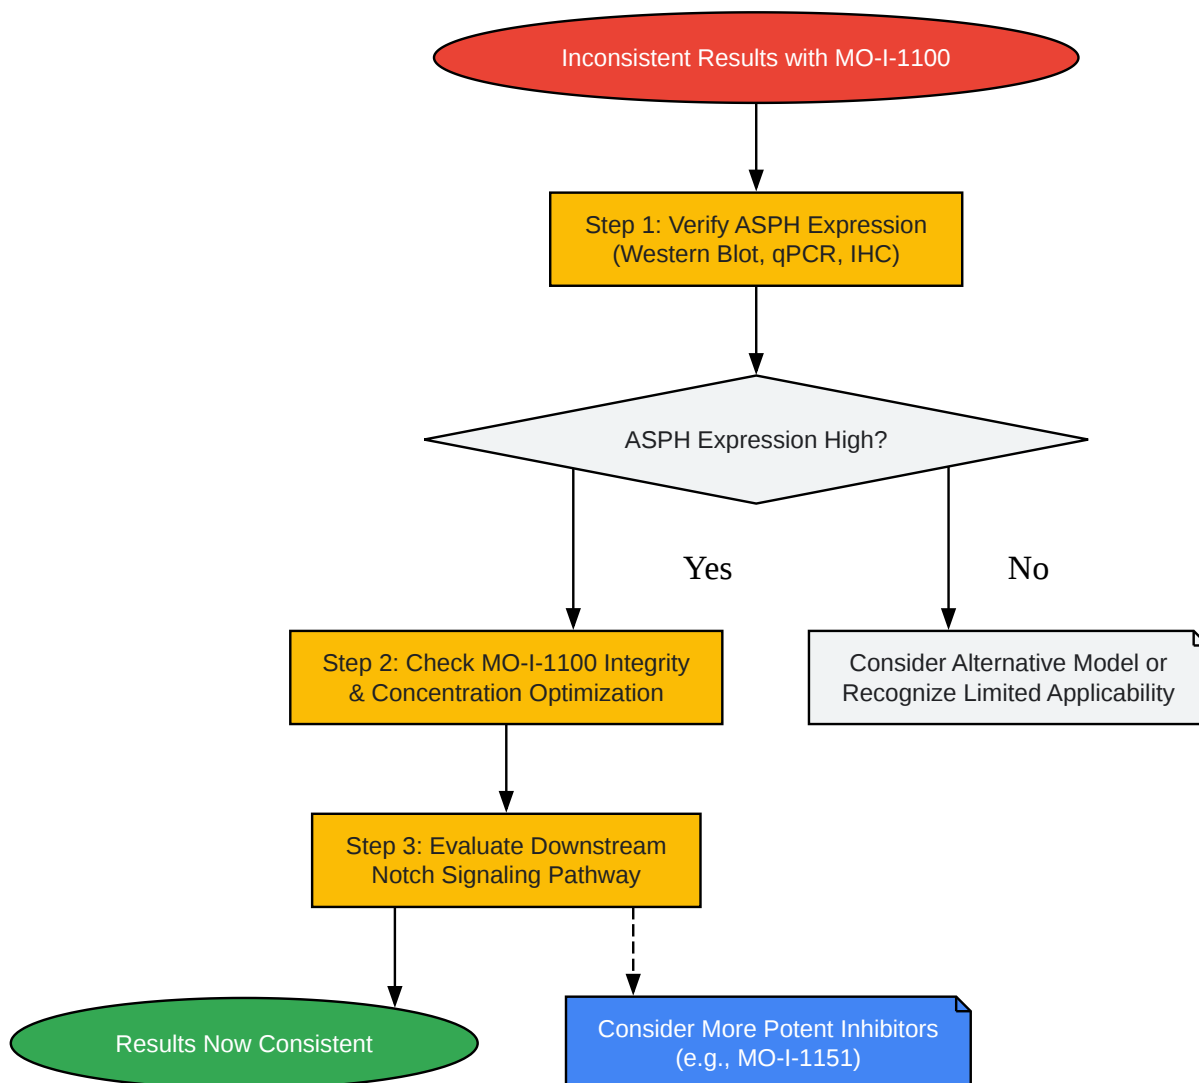 Inconsistent Results with MO-I-1100
Step 1: Verify ASPH Expression
(Western Blot, qPCR, IHC)
ASPH Expression High?
Yes
No
Step 2: Check MO-I-1100 Integrity
& Concentration Optimization
Consider Alternative Model or
Recognize Limited Applicability
Step 3: Evaluate Downstream
Notch Signaling Pathway
Results Now Consistent
Consider More Potent Inhibitors
(e.g., MO-I-1151)